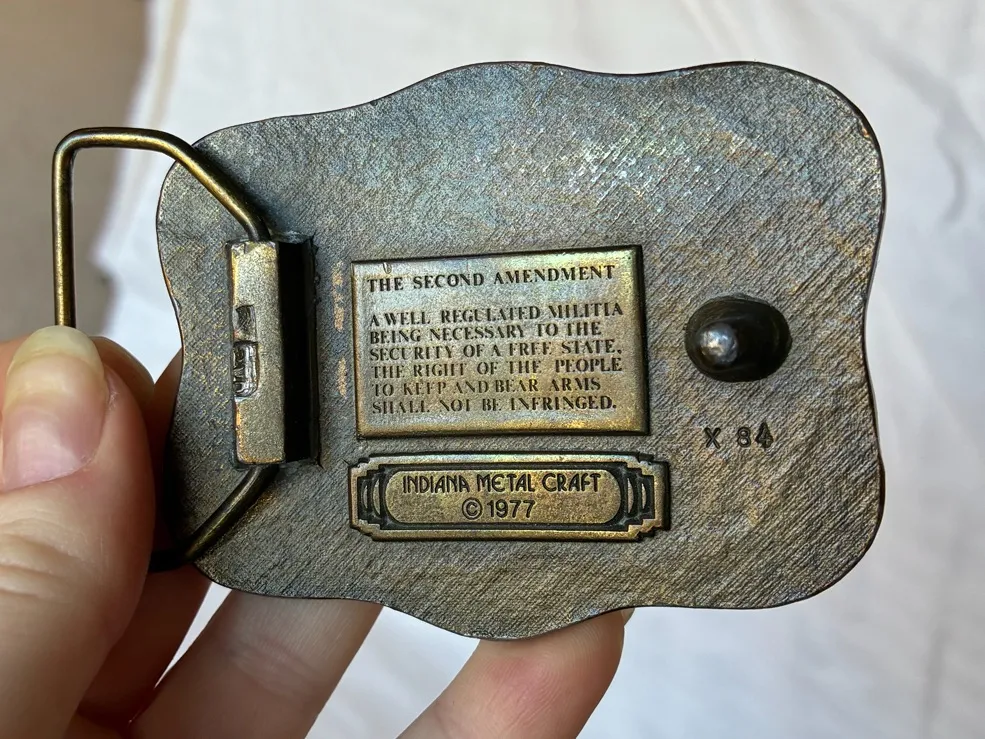 THE SECOND AMENDMENT
A WELL REGULATED MILITIA
BEING NECESSARY TO THE
SECURITY OF A FREE STATE,
THE RIGHT OF THE PEOPLE
TO KEEP AND BEAR ARMS
SHALL NOT BE INFRINGED.
X 84
INDIANA METAL CRAFT
© 1977